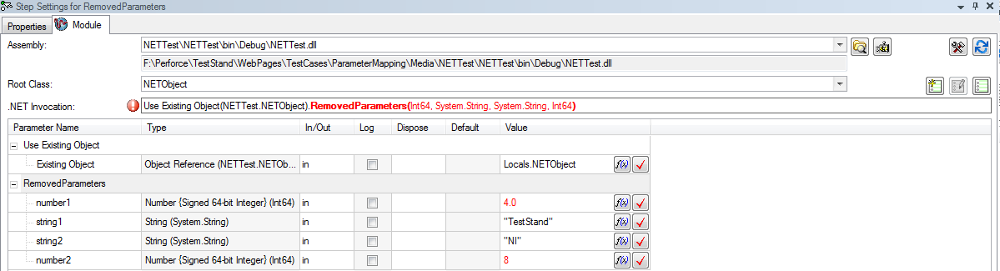 Step Settings for RemovedParameters
Properties
Module
Assembly:
NETTest\NETTest\bin\Debug\NETTest.dll
F:\Perforce\TestStand\WebPages\TestCases\ParameterMapping\Media\NETTest\NETTest\bin\Debug\NETTest.dll
Root Class:
NETObject
.NET Invocation:
Use Existing Object(NETTest.NETObject).RemovedParameters(Int64, System.String, System.String, Int64)
Parameter Name Type In/Out Log Dispose Default Value
Use Existing Object
Existing Object Object Reference (NETTest.NETOb... in Locals.NETObject f(x)
RemovedParameters
number1 Number {Signed 64-bit Integer} (Int64) in 4.0 f(x)
string1 String (System.String) in "TestStand" f(x)
string2 String (System.String) in "NI" f(x)
number2 Number {Signed 64-bit Integer} (Int64) in 8 f(x)